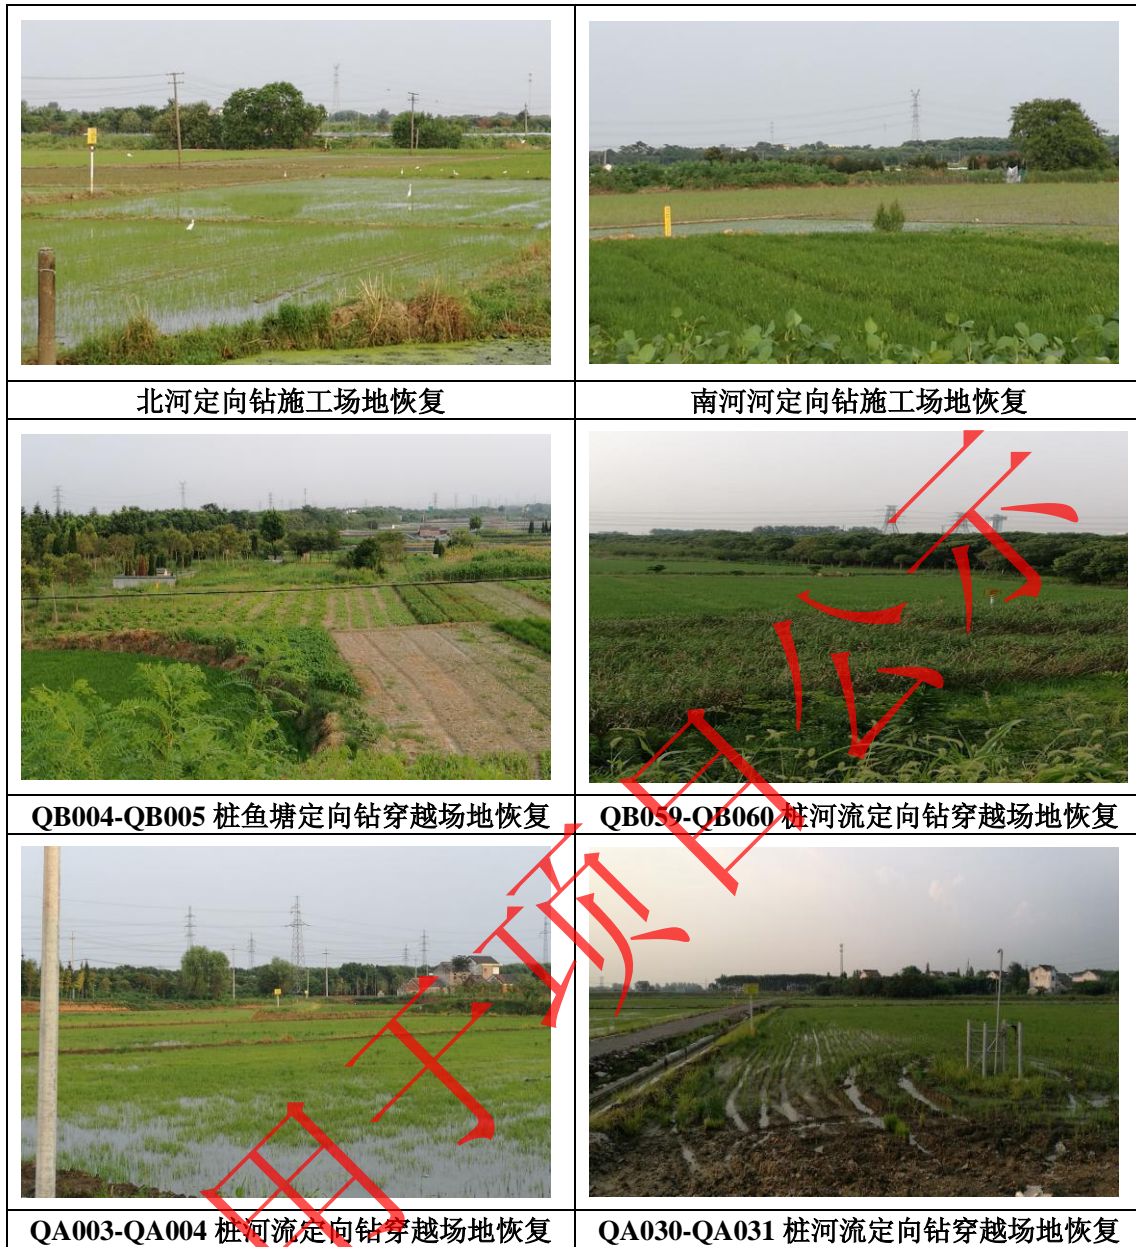 北河定向钻施工场地恢复
南河河定向钻施工场地恢复
QB004-QB005 桩鱼塘定向钻穿越场地恢复
QB059-QB060 桩河流定向钻穿越场地恢复
QA003-QA004 桩河流定向钻穿越场地恢复
QA030-QA031 桩河流定向钻穿越场地恢复
用于项目公示